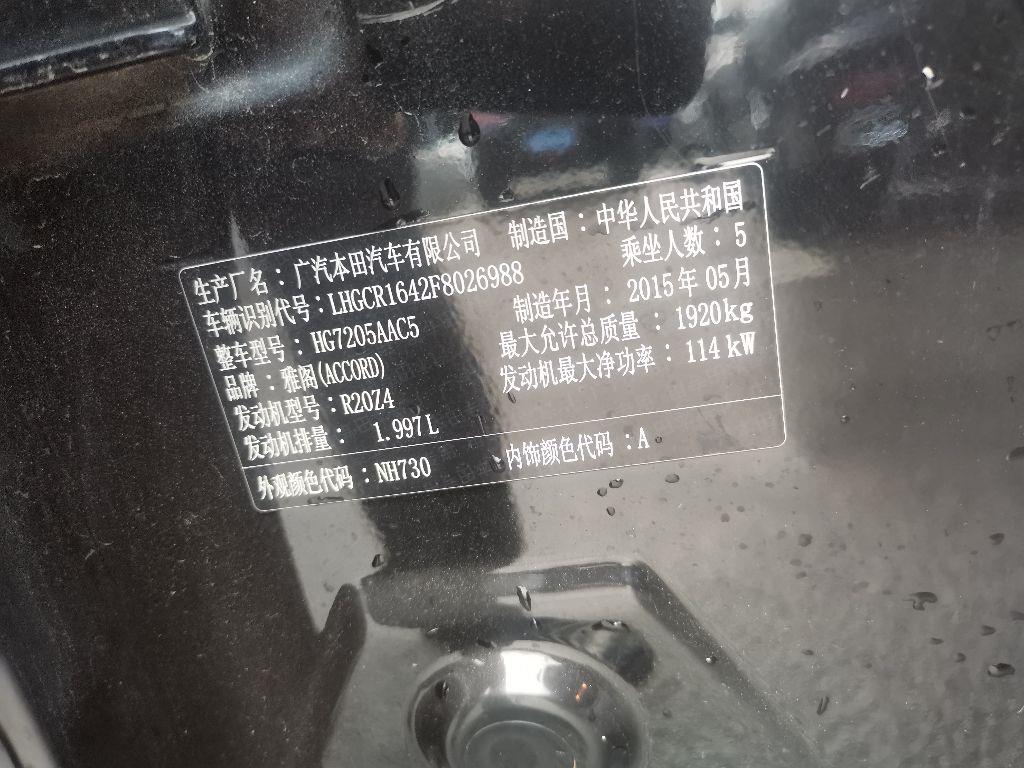 生产厂名：广汽本田汽车有限公司 制造国：中华人民共和国
车辆识别代号：LHGCR1642F8026988 乘坐人数：5
整车型号：HG7205AAC5 制造年月：2015年05月
品牌：雅阁(ACCORD) 最大允许总质量：1920kg
发动机型号：R20Z4 发动机最大净功率：114kW
发动机排量：1.997L
外观颜色代码：NH730 内饰颜色代码：A